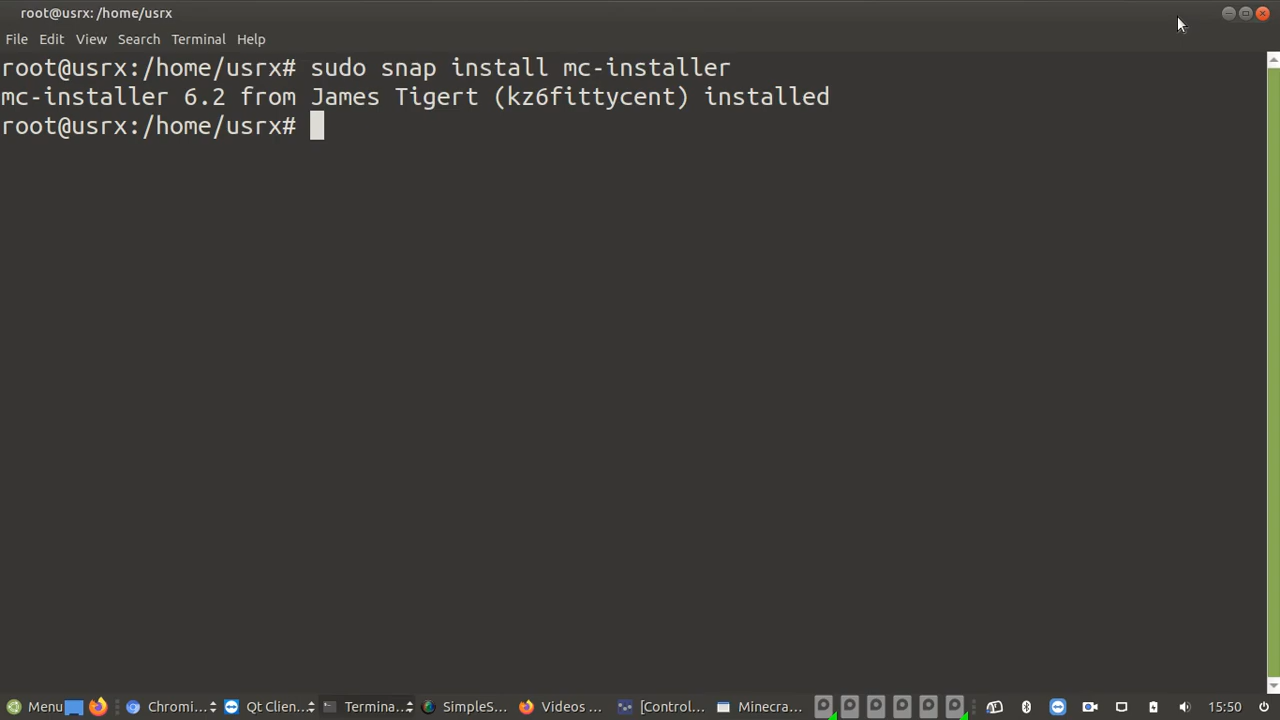 root@usrx: /home/usrx
File Edit View Search Terminal Help
root@usrx:/home/usrx# sudo snap install mc-installer
mc-installer 6.2 from James Tigert (kz6fittycent) installed
root@usrx:/home/usrx#
Menu Chromi... Qt Clien... Termina... SimpleS... Videos ... [Control... Minecra... 15:50